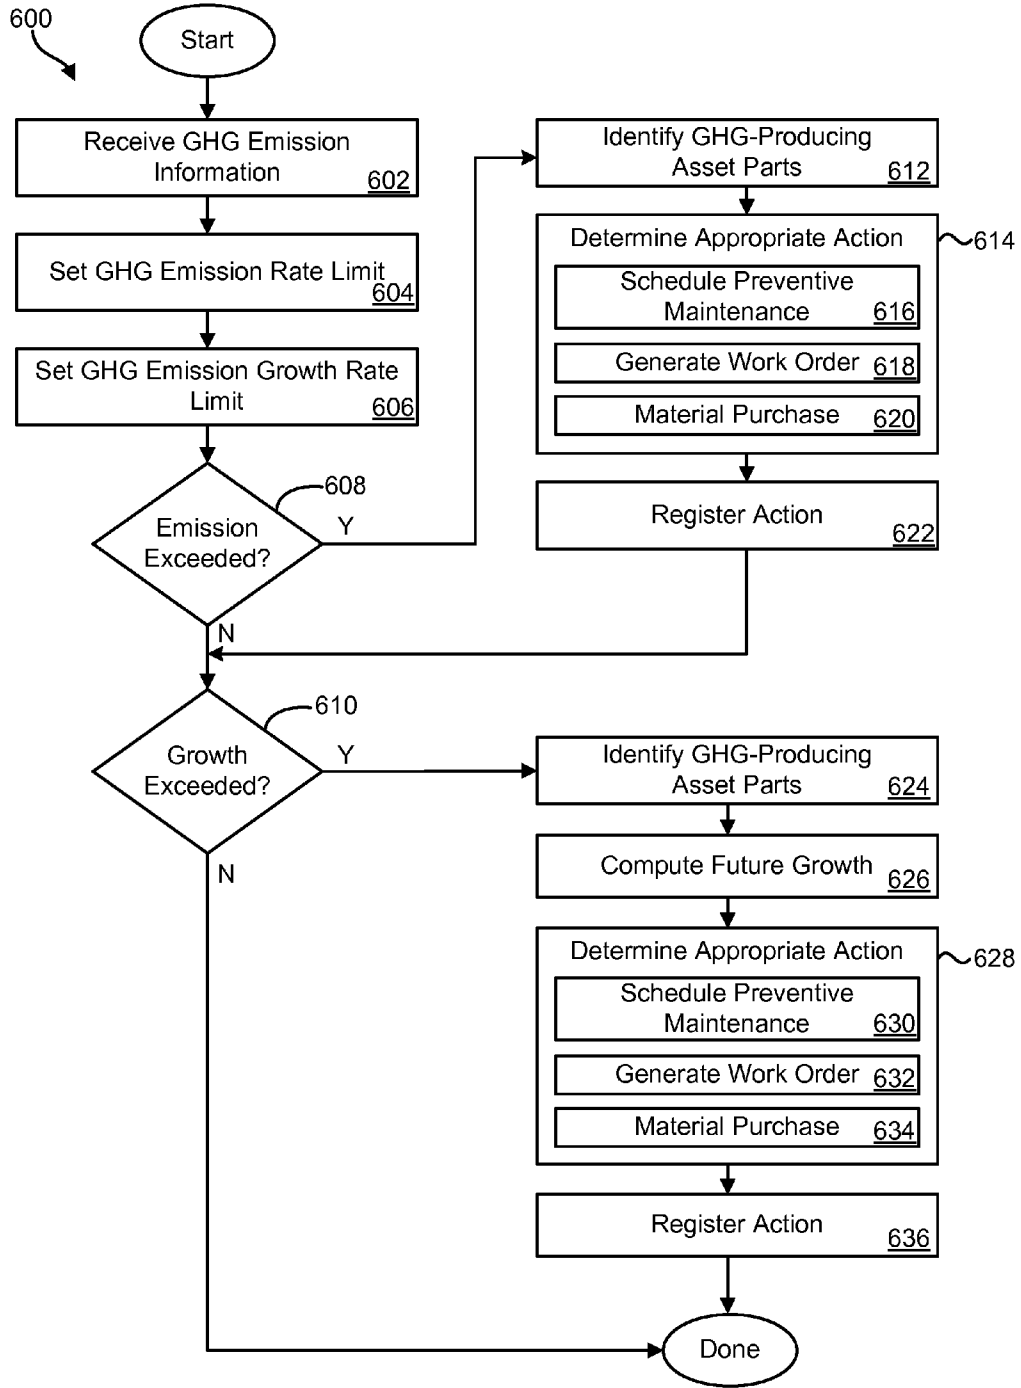 600
Start
Receive GHG Emission
Information
602
Set GHG Emission Rate Limit
604
Set GHG Emission Growth Rate
Limit
606
608
Emission
Exceeded?
Y
N
Identify GHG-Producing
Asset Parts
612
Determine Appropriate Action
614
Schedule Preventive
Maintenance
616
Generate Work Order
618
Material Purchase
620
Register Action
622
610
Growth
Exceeded?
Y
N
Identify GHG-Producing
Asset Parts
624
Compute Future Growth
626
Determine Appropriate Action
628
Schedule Preventive
Maintenance
630
Generate Work Order
632
Material Purchase
634
Register Action
636
Done